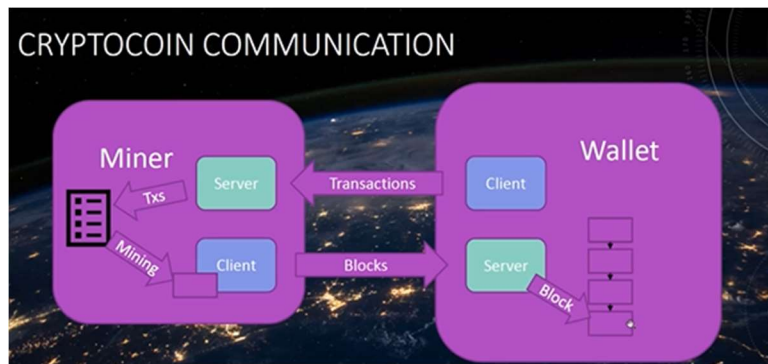 CRYPTOCOIN COMMUNICATION
Miner
Wallet
Server
Transactions
Client
Txs
Mining
Client
Blocks
Server
Block